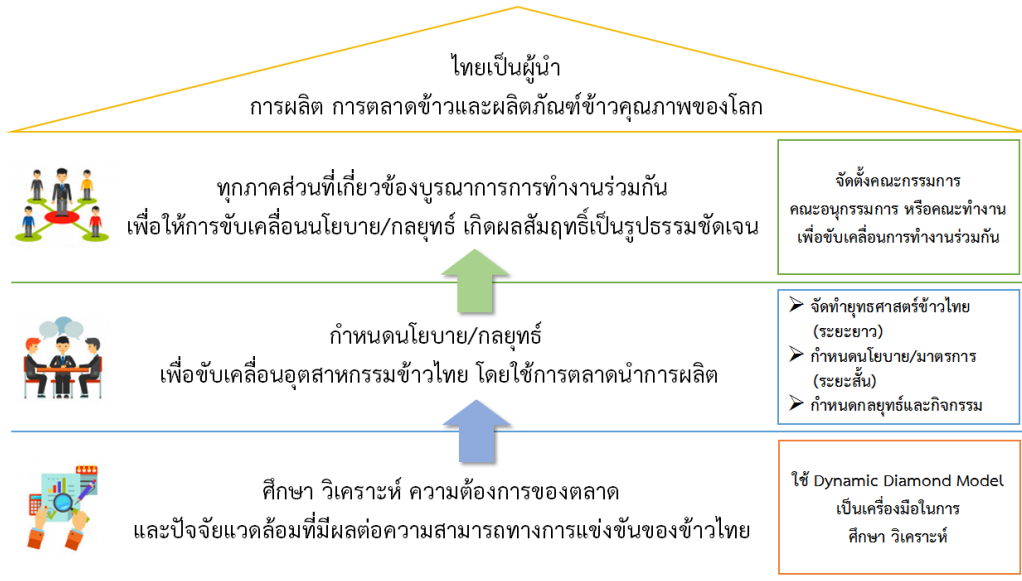 ไทยเป็นผู้นำ
การผลิต การตลาดข้าวและผลิตภัณฑ์ข้าวคุณภาพของโลก
ทุกภาคส่วนที่เกี่ยวข้องบูรณาการการทำงานร่วมกัน
เพื่อให้การขับเคลื่อนนโยบาย/กลยุทธ์ เกิดผลสัมฤทธิ์เป็นรูปธรรมชัดเจน
จัดตั้งคณะกรรมการ
คณะอนุกรรมการ หรือคณะทำงาน
เพื่อขับเคลื่อนการทำงานร่วมกัน
กำหนดนโยบาย/กลยุทธ์
เพื่อขับเคลื่อนอุตสาหกรรมข้าวไทย โดยใช้การตลาดนำการผลิต
➢ จัดทำยุทธศาสตร์ข้าวไทย
(ระยะยาว)
➢ กำหนดนโยบาย/มาตรการ
(ระยะสั้น)
➢ กำหนดกลยุทธ์และกิจกรรม
ศึกษา วิเคราะห์ ความต้องการของตลาด
และปัจจัยแวดล้อมที่มีผลต่อความสามารถทางการแข่งขันของข้าวไทย
ใช้ Dynamic Diamond Model
เป็นเครื่องมือในการ
ศึกษา วิเคราะห์